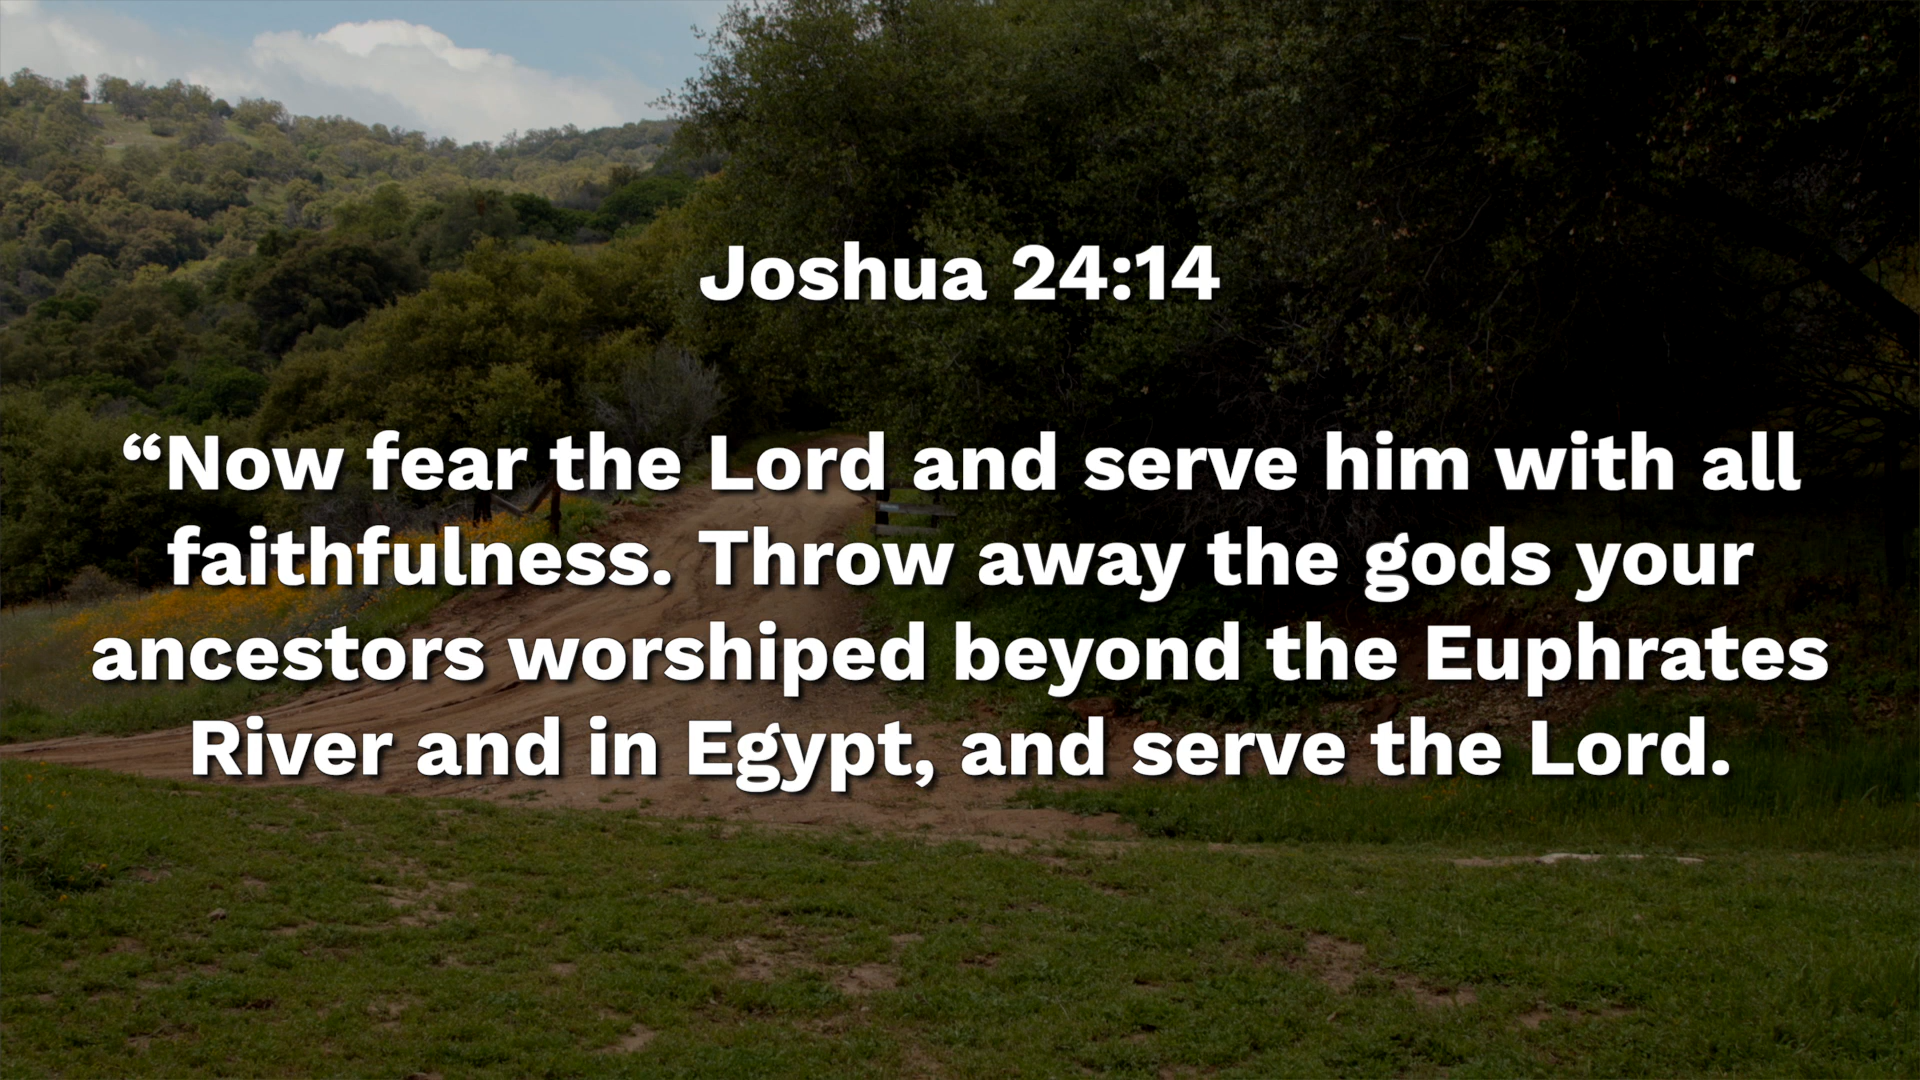 Joshua 24:14
“Now fear the Lord and serve him with all
faithfulness. Throw away the gods your
ancestors worshiped beyond the Euphrates
River and in Egypt, and serve the Lord.